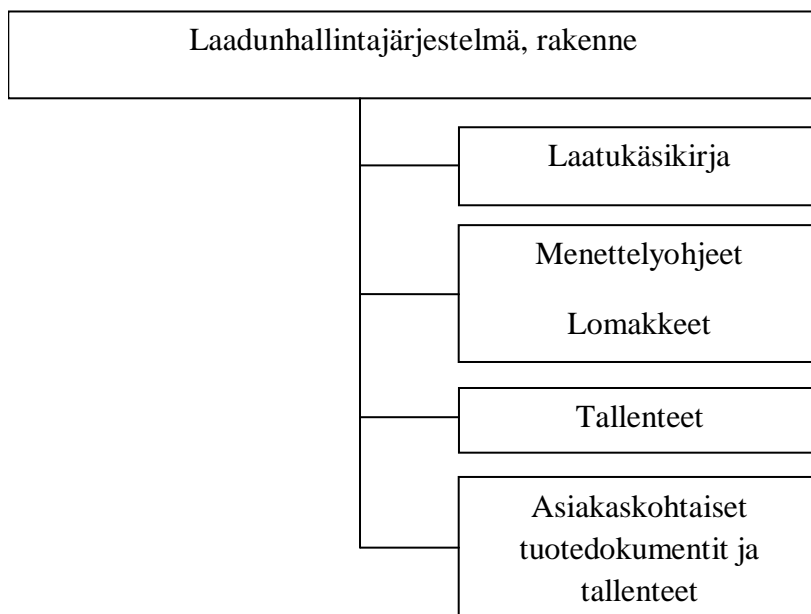 Laadunhallintajärjestelmä, rakenne
Laatukäsikirja
Menettelyohjeet
Lomakkeet
Tallenteet
Asiakaskohtaiset
tuotedokumentit ja
tallenteet